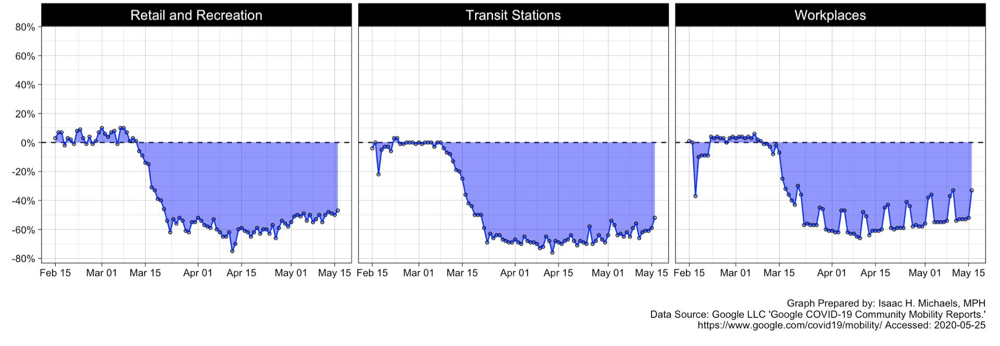 Retail and Recreation
Transit Stations
Workplaces
80%
60%
40%
20%
0%
-20%
-40%
-60%
-80%
Feb 15 Mar 01 Mar 15 Apr 01 Apr 15 May 01 May 15
Feb 15 Mar 01 Mar 15 Apr 01 Apr 15 May 01 May 15
Feb 15 Mar 01 Mar 15 Apr 01 Apr 15 May 01 May 15
Graph Prepared by: Isaac H. Michaels, MPH
Data Source: Google LLC 'Google COVID-19 Community Mobility Reports.'
https://www.google.com/covid19/mobility/ Accessed: 2020-05-25